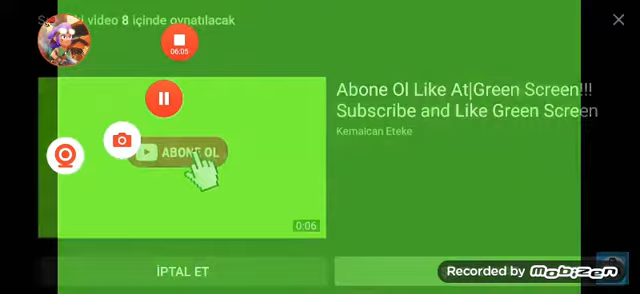 video 8 içinde oynatılacak
06:05
Abone Ol Like At|Green Screen!!!
Subscribe and Like Green Screen
Kemalcan Eteke
ABONE OL
0:06
İPTAL ET
Recorded by Mobizen